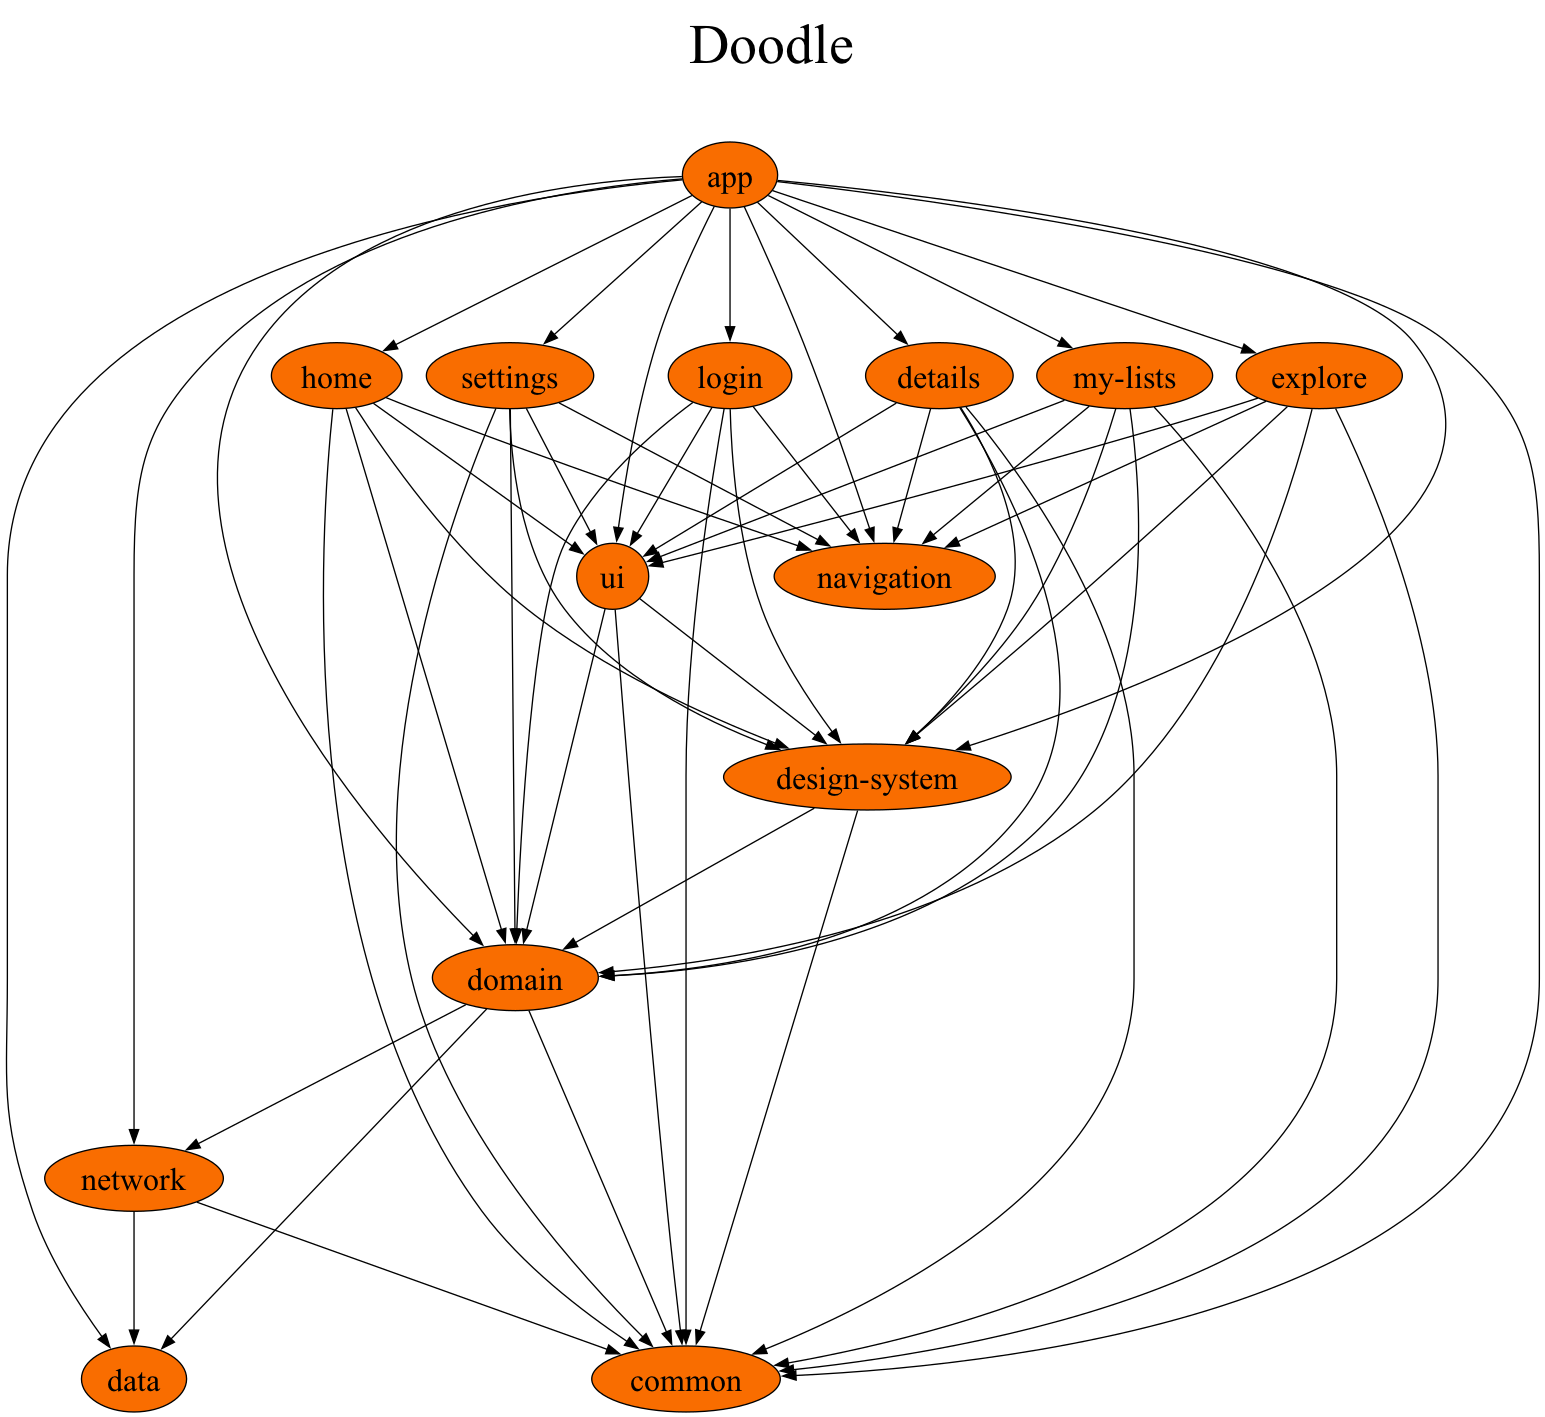 Doodle
app
home
settings
login
details
my-lists
explore
ui
navigation
design-system
domain
network
data
common